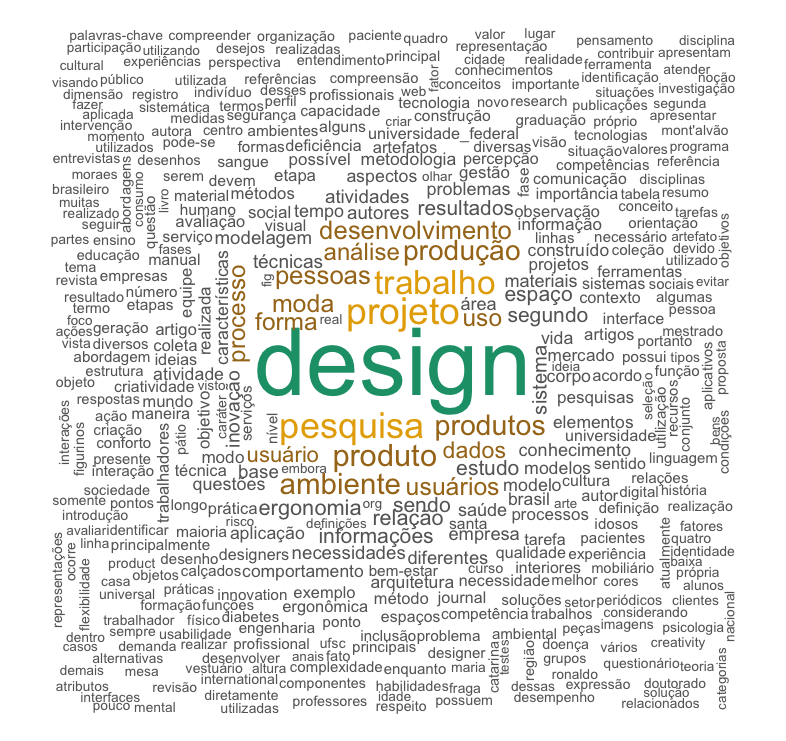 palavras-chave compreender organização paciente quadro valor lugar pensamento disciplina
participação utilizando desejos realizadas representação contribuir apresentam
cultural experiências perspectiva entendimento principal cidade realidade ferramenta atender noção
visando público utilizada referências compreensão fator conhecimentos identificação investigação
dimensão registro indivíduo desses profissionais web conceitos importante situações
fazer sistemática termos perfil capacidade tecnologia novo research publicações segunda
aplicada medidas segurança criar construção graduação próprio apresentar
intervenção autora centro ambientes alguns universidade_federal tecnologias mont'alvão
momento pode-se formas deficiência artefatos diversas visão situação valores programa
utilizados desenhos sangue possível metodologia percepção competências referência
entrevistas abordagens serem devem etapa aspectos olhar gestão fase comunicação disciplinas
moraes consumo livro material métodos atividades problemas importância tabela resumo
brasileiro muitas questão humano social tempo autores resultados observação conceito tarefas
realizado avaliação visual desenvolvimento informação orientação objetivos
seguir serviço modelagem análise produção linhas necessário artefato
partes ensino fases técnicas construído coleção devido
educação manual características fig pessoas trabalho projetos utilizado
tema empresas equipe processo materiais sistemas ferramentas sociais evitar
revista número realizada moda projeto área espaço contexto algumas
resultado etapas forma real uso segundo interface pessoa
termo geração artigo vida artigos mestrado
foco ações coleta design mercado portanto
vista diversos ideias sistema ideia possui tipos
abordagem atividade inovação corpo acordo função aplicativos proposta
estrutura criatividade visto serviços seleção recursos
objeto mundo objetivo caráter pesquisas utilização conjunto
respostas maneira nível pesquisa produtos elementos bens condições
interações ação pátio universidade
figurinos criação trabalhadores usuário produto dados conhecimento linguagem
conforto modo base embora estudo modelos sentido
presente técnica questões ambiente usuários modelo cultura relações
interação longo prática ergonomia org sendo saúde brasil arte autor digital história
sociedade risco definições relação santa processos definição realização
somente pontos maioria aplicação informações empresa tarefa idosos fatores
introdução identificar pacientes quatro
avaliar linha principalmente desenho designers necessidades diferentes qualidade experiência atualmente identidade
representações ocorre product objetos calçados comportamento bem-estar curso interiores mobiliário baixa
flexibilidade casa práticas innovation exemplo arquitetura necessidade melhor cores própria alunos
universal formação funções ergonômica método journal soluções setor periódicos clientes
trabalhador físico diabetes ponto espaços competência trabalhos considerando nacional
dentro sempre usabilidade engenharia inclusão problema ambiental peças imagens psicologia
casos demanda realizar profissional ufsc principais designer catarina testes região doença vários creativity
alternativas desenvolver anais fato grupos questionário teoria
demais mesa vestuário altura complexidade enquanto maria ronaldo categorias
atributos revisão international componentes habilidades fraga dessas expressão doutorado
interfaces diretamente idade possuem desempenho solução
pouco mental utilizadas professores respeito relacionados